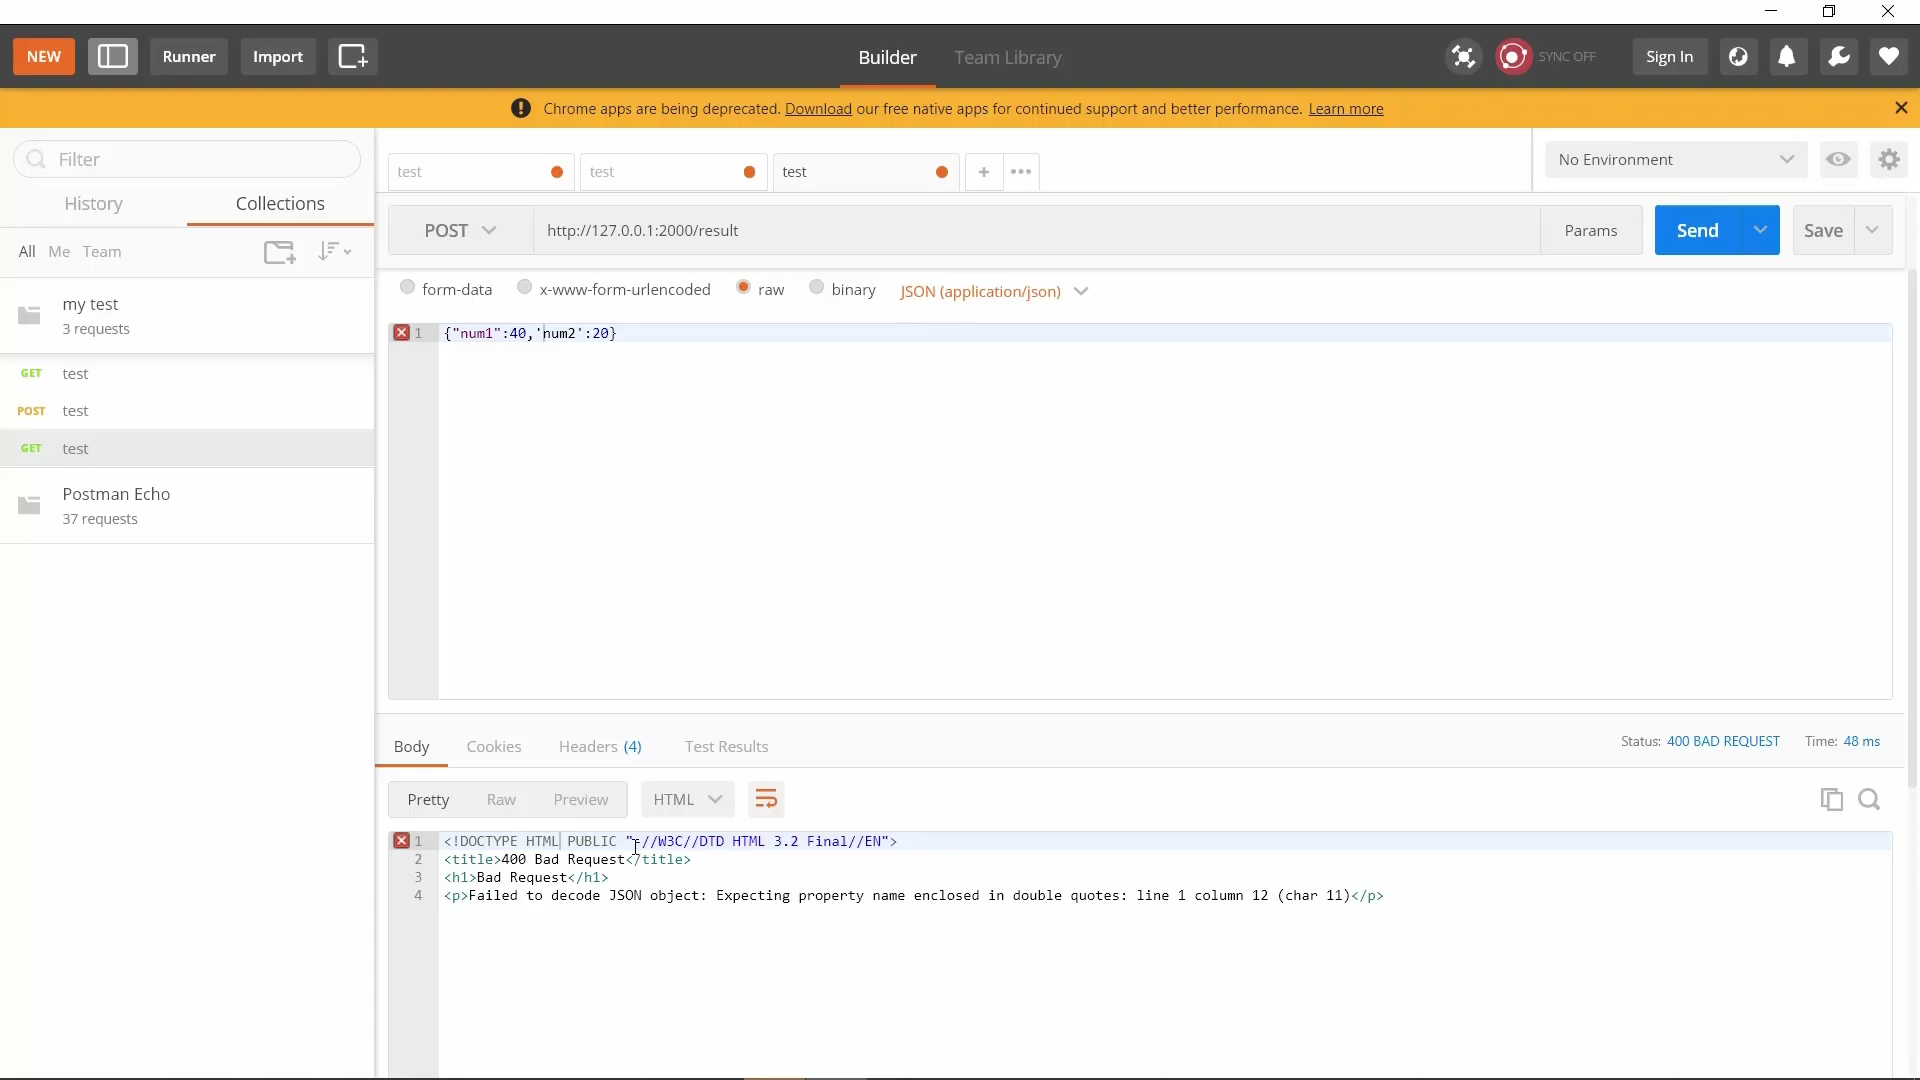 NEW Runner Import Builder Team Library SYNC OFF Sign In
Chrome apps are being deprecated. Download our free native apps for continued support and better performance. Learn more
Filter
History Collections
All Me Team
my test
3 requests
GET test
POST test
GET test
Postman Echo
37 requests
test test test + ••• No Environment
POST http://127.0.0.1:2000/result Params Send Save
form-data x-www-form-urlencoded raw binary JSON (application/json)
1 {"num1":40,'num2':20}
Body Cookies Headers (4) Test Results Status: 400 BAD REQUEST Time: 48 ms
Pretty Raw Preview HTML
1 <!DOCTYPE HTML PUBLIC "-//W3C//DTD HTML 3.2 Final//EN">
2 <title>400 Bad Request</title>
3 <h1>Bad Request</h1>
4 <p>Failed to decode JSON object: Expecting property name enclosed in double quotes: line 1 column 12 (char 11)</p>